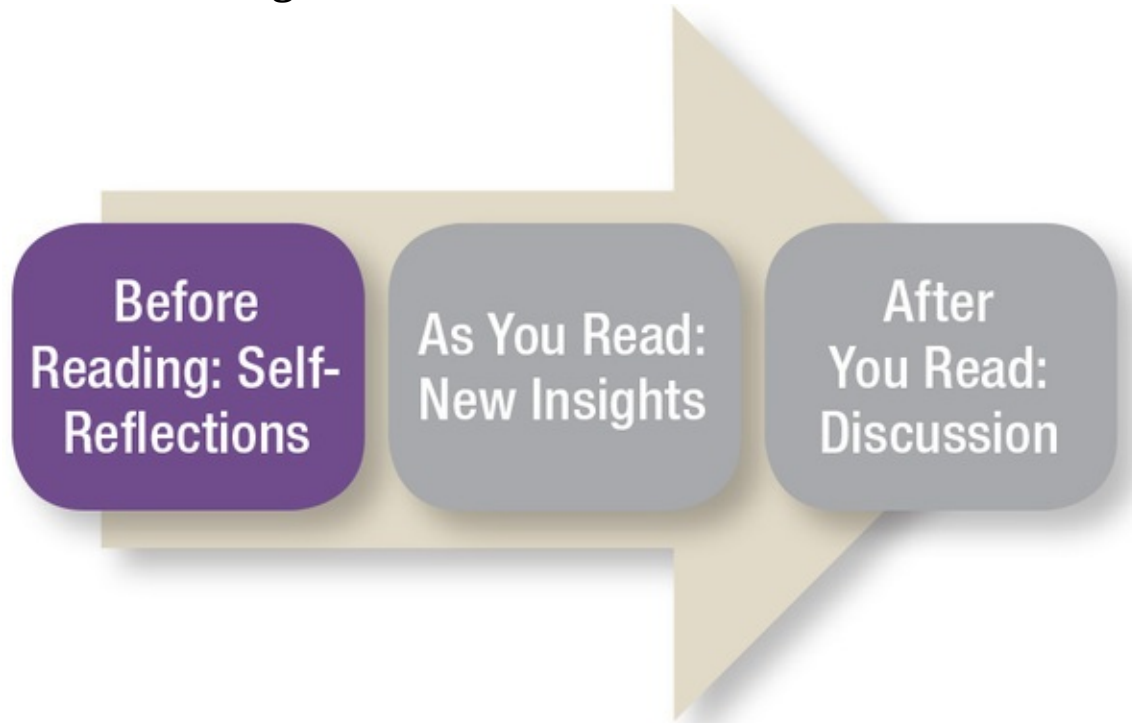 Before
Reading: Self-
Reflections
As You Read:
New Insights
After
You Read:
Discussion